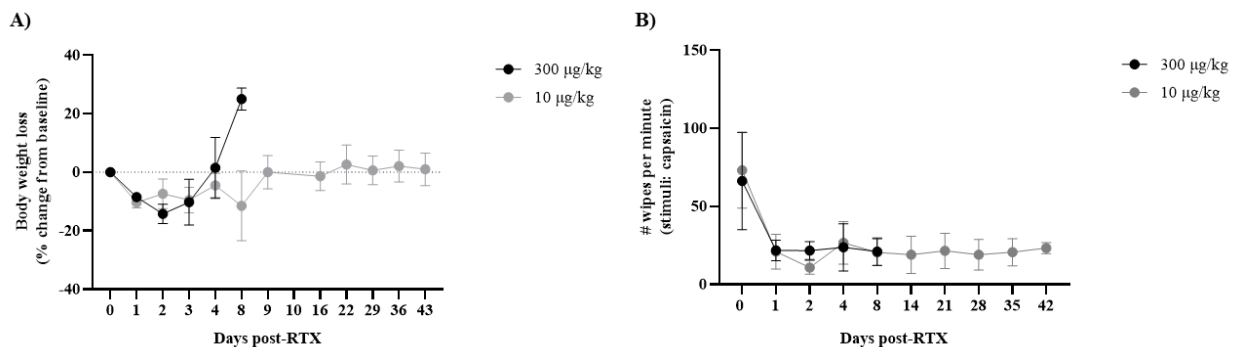 A)
40
20
0
-20
-40
Body weight loss
(% change from baseline)
0 1 2 3 4 8 9 10 16 22 29 36 43
Days post-RTX
300 μg/kg
10 μg/kg
B)
150
100
50
0
# wipes per minute
(stimuli: capsaicin)
0 1 2 4 8 14 21 28 35 42
Days post-RTX
300 μg/kg
10 μg/kg